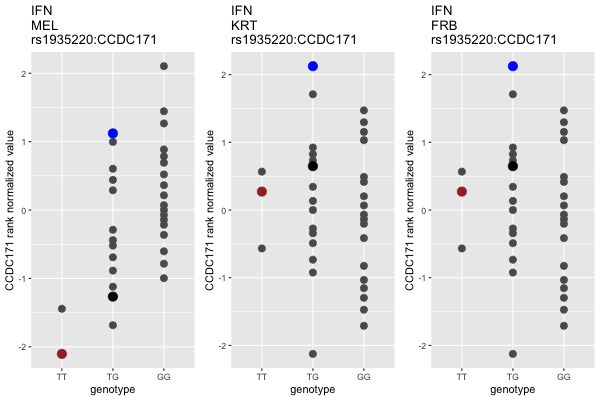 IFN
MEL
rs1935220:CCDC171
CCDC171 rank normalized value
2
1
0
-1
-2
TT TG GG
genotype
IFN
KRT
rs1935220:CCDC171
CCDC171 rank normalized value
2
1
0
-1
-2
TT TG GG
genotype
IFN
FRB
rs1935220:CCDC171
CCDC171 rank normalized value
2
1
0
-1
-2
TT TG GG
genotype